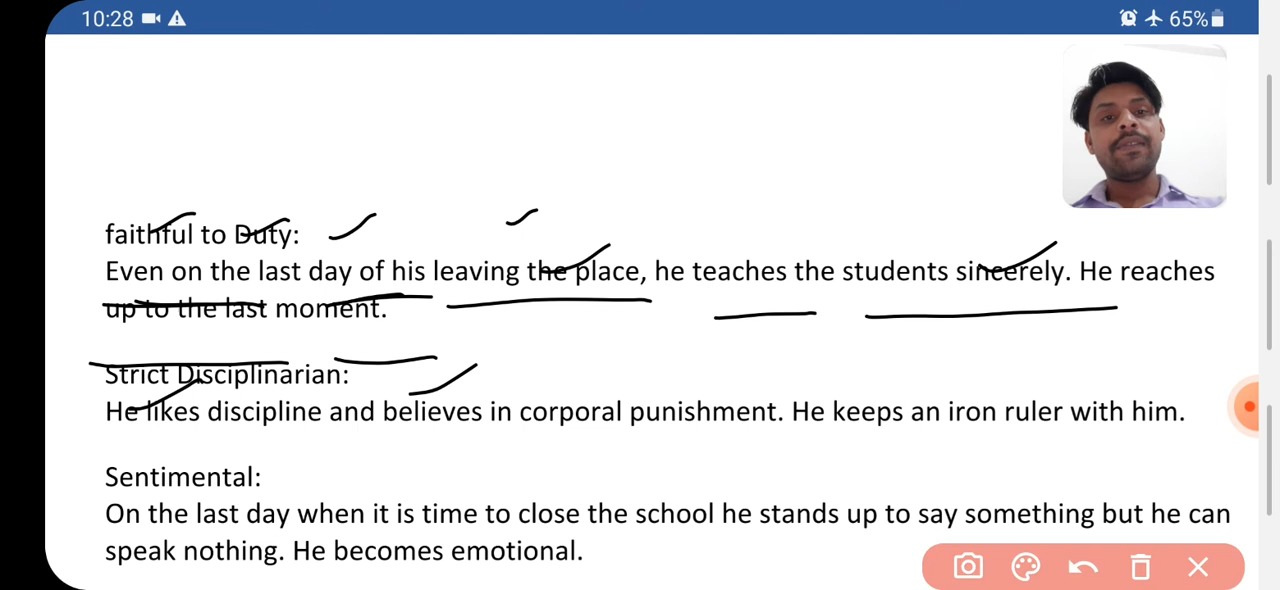 10:28
65%
faithful to Duty:
Even on the last day of his leaving the place, he teaches the students sincerely. He reaches
up to the last moment.
Strict Disciplinarian:
He likes discipline and believes in corporal punishment. He keeps an iron ruler with him.
Sentimental:
On the last day when it is time to close the school he stands up to say something but he can
speak nothing. He becomes emotional.